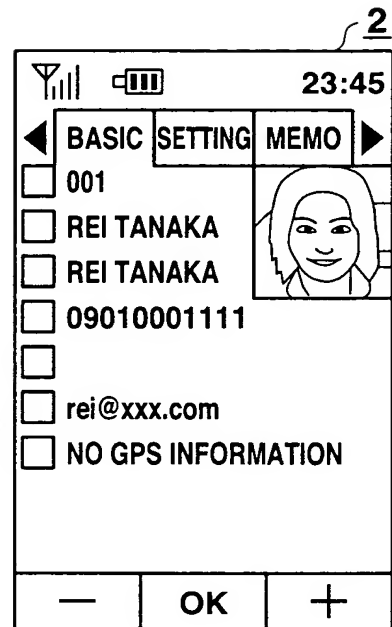 2
23:45
BASIC SETTING MEMO
001
REI TANAKA
REI TANAKA
09010001111
rei@xxx.com
NO GPS INFORMATION
— OK +